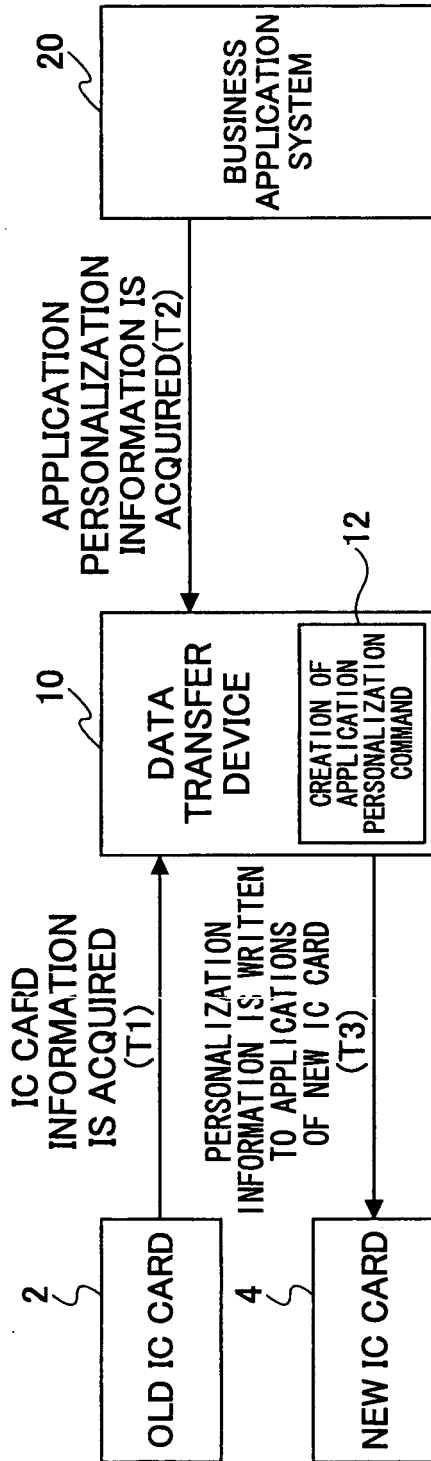 2
OLD IC CARD
4
NEW IC CARD
IC CARD
INFORMATION
IS ACQUIRED
(T1)
PERSONALIZATION
INFORMATION IS WRITTEN
TO APPLICATIONS
OF NEW IC CARD
(T3)
10
DATA
TRANSFER
DEVICE
12
CREATION OF
APPLICATION
PERSONALIZATION
COMMAND
APPLICATION
PERSONALIZATION
INFORMATION IS
ACQUIRED(T2)
20
BUSINESS
APPLICATION
SYSTEM